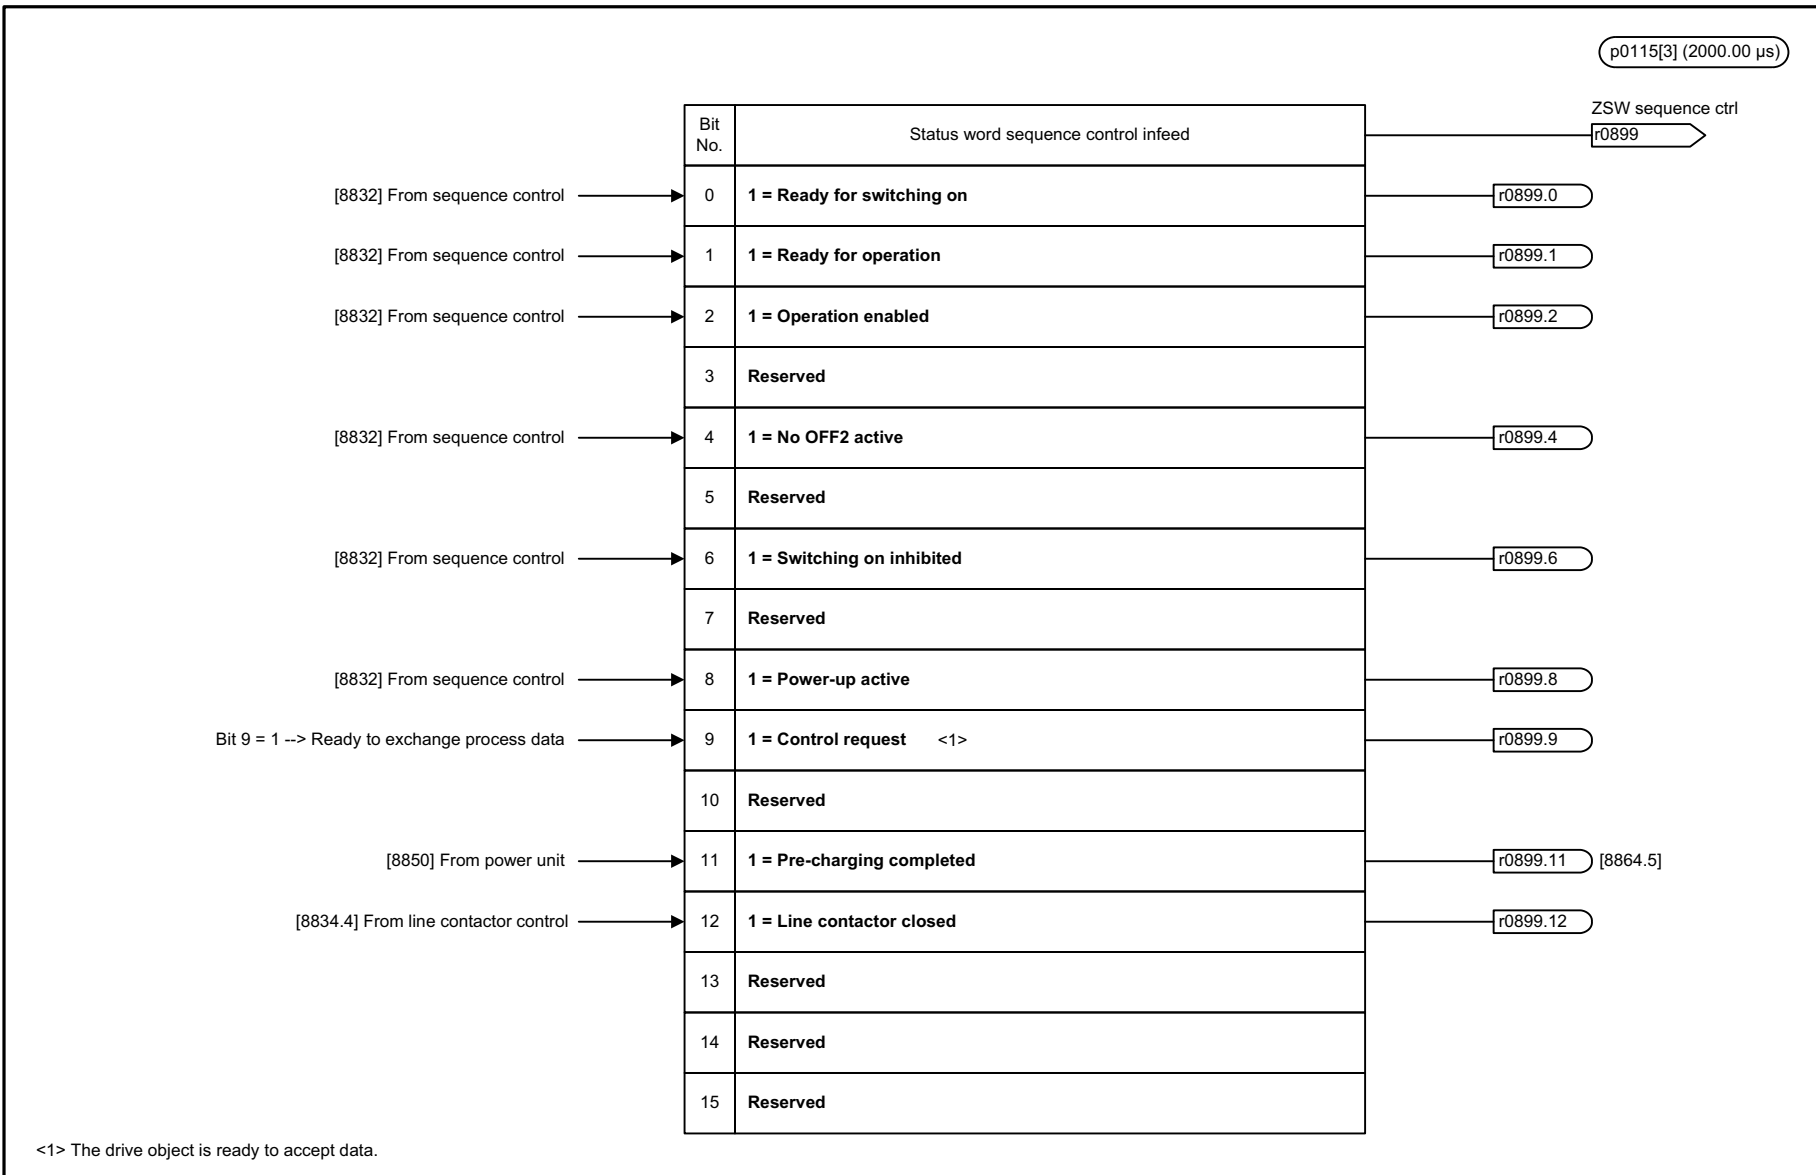 p0115[3] (2000.00 µs)
ZSW sequence ctrl
Bit No. Status word sequence control infeed r0899
[8832] From sequence control 0 1 = Ready for switching on r0899.0
[8832] From sequence control 1 1 = Ready for operation r0899.1
[8832] From sequence control 2 1 = Operation enabled r0899.2
3 Reserved
[8832] From sequence control 4 1 = No OFF2 active r0899.4
5 Reserved
[8832] From sequence control 6 1 = Switching on inhibited r0899.6
7 Reserved
[8832] From sequence control 8 1 = Power-up active r0899.8
Bit 9 = 1 --> Ready to exchange process data 9 1 = Control request <1> r0899.9
10 Reserved
[8850] From power unit 11 1 = Pre-charging completed r0899.11 [8864.5]
[8834.4] From line contactor control 12 1 = Line contactor closed r0899.12
13 Reserved
14 Reserved
15 Reserved
<1> The drive object is ready to accept data.